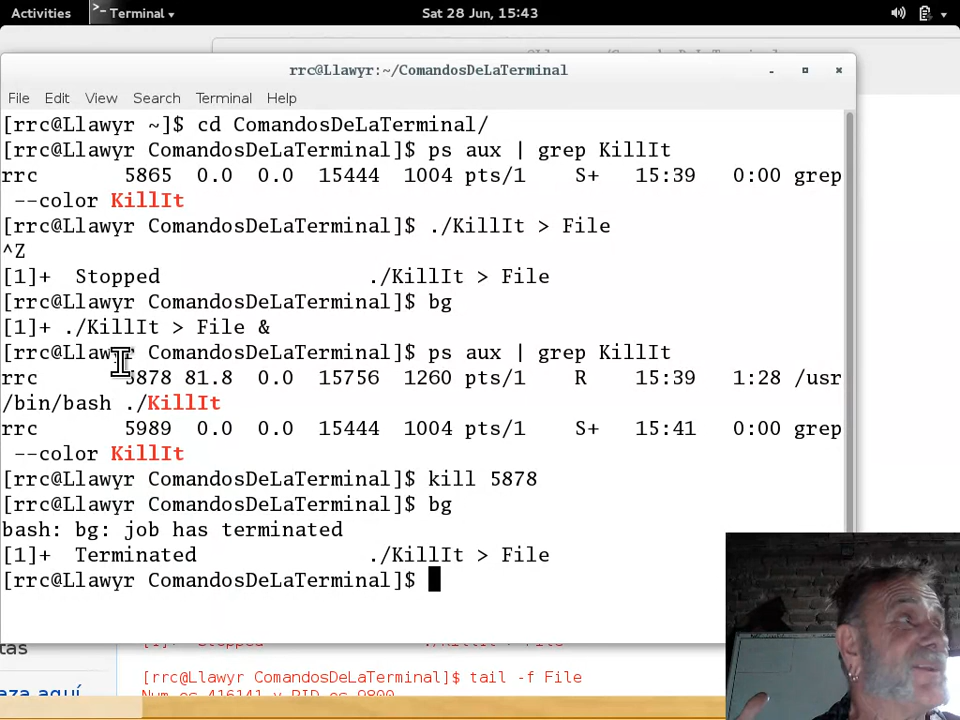 Activities >_ Terminal Sat 28 Jun, 15:43
rrc@Llawyr:~/ComandosDeLaTerminal
File Edit View Search Terminal Help
[rrc@Llawyr ~]$ cd ComandosDeLaTerminal/
[rrc@Llawyr ComandosDeLaTerminal]$ ps aux | grep KillIt
rrc 5865 0.0 0.0 15444 1004 pts/1 S+ 15:39 0:00 grep
--color KillIt
[rrc@Llawyr ComandosDeLaTerminal]$ ./KillIt > File
^Z
[1]+ Stopped ./KillIt > File
[rrc@Llawyr ComandosDeLaTerminal]$ bg
[1]+ ./KillIt > File &
[rrc@Llawyr ComandosDeLaTerminal]$ ps aux | grep KillIt
rrc 5878 81.8 0.0 15756 1260 pts/1 R 15:39 1:28 /usr
/bin/bash ./KillIt
rrc 5989 0.0 0.0 15444 1004 pts/1 S+ 15:41 0:00 grep
--color KillIt
[rrc@Llawyr ComandosDeLaTerminal]$ kill 5878
[rrc@Llawyr ComandosDeLaTerminal]$ bg
bash: bg: job has terminated
[1]+ Terminated ./KillIt > File
[rrc@Llawyr ComandosDeLaTerminal]$
[rrc@Llawyr ComandosDeLaTerminal]$ tail -f File